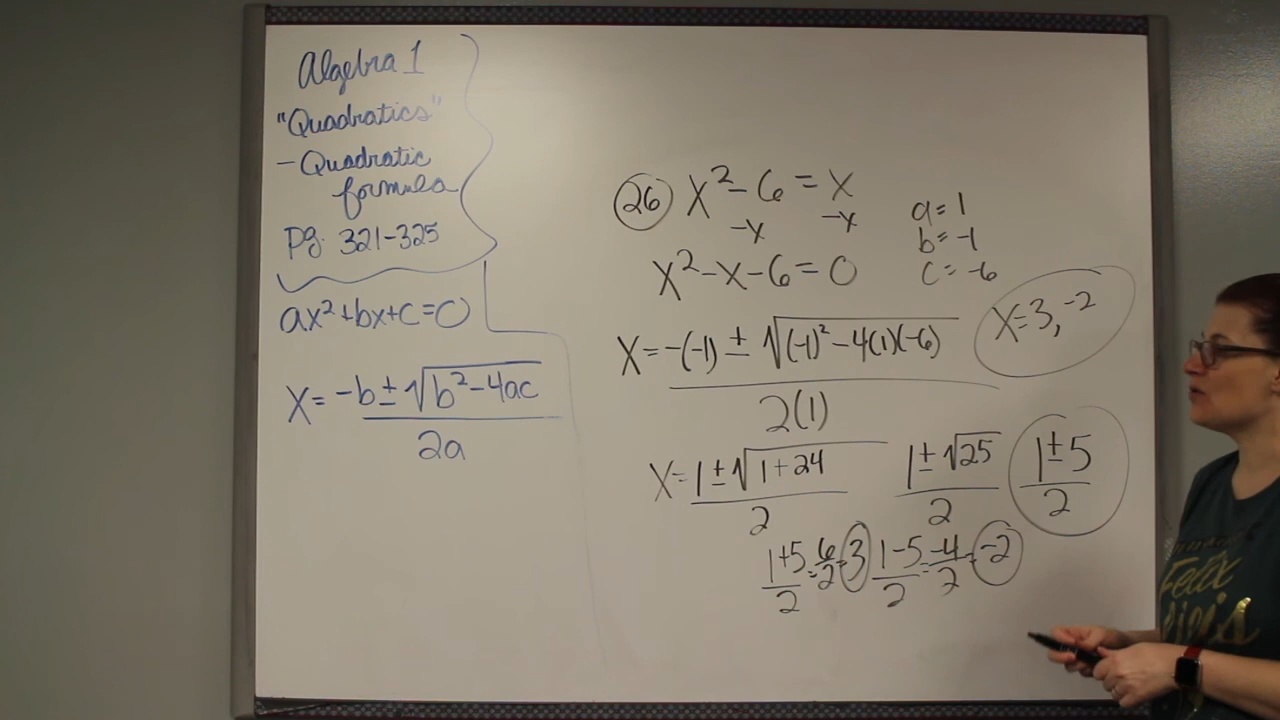 Algebra 1
"Quadratics"
- Quadratic
formula
Pg. 321-325
ax²+bx+c=0
X= -b±√(b²-4ac)
2a
26 X²-6=X
-X -X
X²-X-6=0
a=1
b=-1
c=-6
X=3,-2
X= -(-1) ± √((-1)²-4(1)(-6))
2(1)
X= 1±√(1+24) 1±√25 1±5
2 2 2
1+5 = 6 = 3 1-5 = -4 = -2
2 2 2 2
Felix